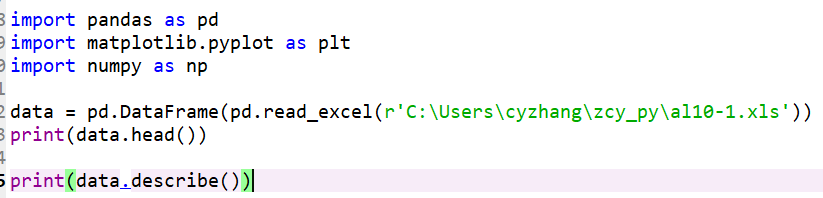 import pandas as pd
import matplotlib.pyplot as plt
import numpy as np
data = pd.DataFrame(pd.read_excel(r'C:\Users\cyzhang\zcy_py\al10-1.xls'))
print(data.head())
print(data.describe())